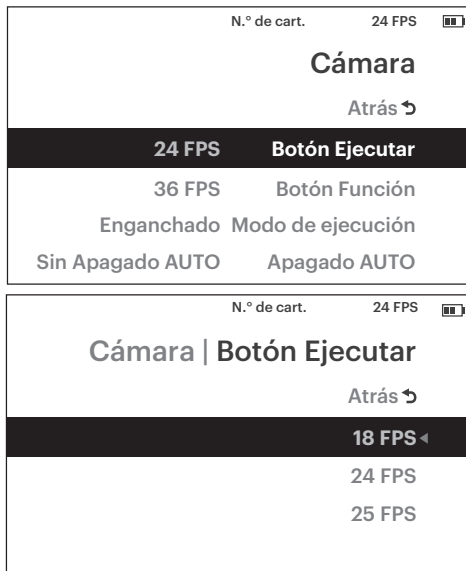 N.º de cart. 24 FPS
Cámara
Atrás
24 FPS Botón Ejecutar
36 FPS Botón Función
Enganchado Modo de ejecución
Sin Apagado AUTO Apagado AUTO
N.º de cart. 24 FPS
Cámara | Botón Ejecutar
Atrás
18 FPS
24 FPS
25 FPS